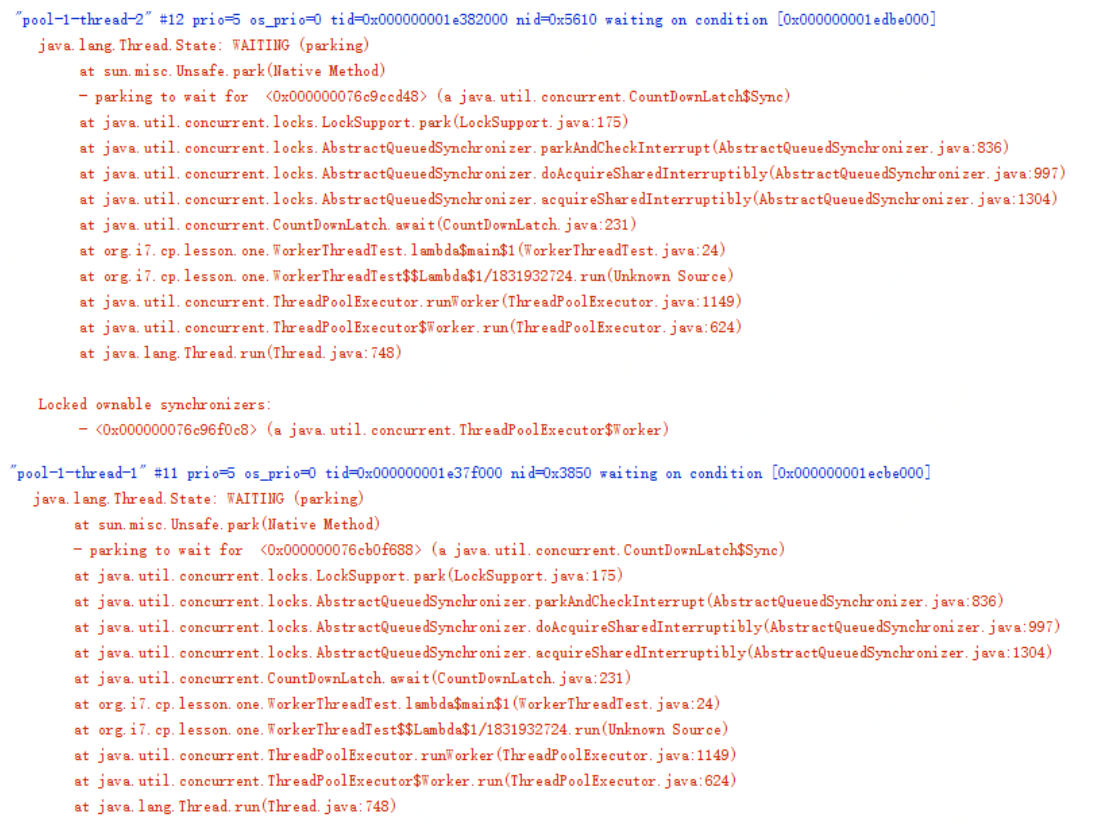 "pool-1-thread-2" #12 prio=5 os_prio=0 tid=0x000000001e382000 nid=0x5610 waiting on condition [0x000000001edbe000]
java.lang.Thread.State: WAITING (parking)
at sun.misc.Unsafe.park(Native Method)
- parking to wait for <0x000000076c9ccd48> (a java.util.concurrent.CountDownLatch$Sync)
at java.util.concurrent.locks.LockSupport.park(LockSupport.java:175)
at java.util.concurrent.locks.AbstractQueuedSynchronizer.parkAndCheckInterrupt(AbstractQueuedSynchronizer.java:836)
at java.util.concurrent.locks.AbstractQueuedSynchronizer.doAcquireSharedInterruptibly(AbstractQueuedSynchronizer.java:997)
at java.util.concurrent.locks.AbstractQueuedSynchronizer.acquireSharedInterruptibly(AbstractQueuedSynchronizer.java:1304)
at java.util.concurrent.CountDownLatch.await(CountDownLatch.java:231)
at org.i7.cp.lesson.one.WorkerThreadTest.lambda$main$1(WorkerThreadTest.java:24)
at org.i7.cp.lesson.one.WorkerThreadTest$$Lambda$1/1831932724.run(Unknown Source)
at java.util.concurrent.ThreadPoolExecutor.runWorker(ThreadPoolExecutor.java:1149)
at java.util.concurrent.ThreadPoolExecutor$Worker.run(ThreadPoolExecutor.java:624)
at java.lang.Thread.run(Thread.java:748)
Locked ownable synchronizers:
- <0x000000076c96f0c8> (a java.util.concurrent.ThreadPoolExecutor$Worker)
"pool-1-thread-1" #11 prio=5 os_prio=0 tid=0x000000001e37f000 nid=0x3850 waiting on condition [0x000000001ecbe000]
java.lang.Thread.State: WAITING (parking)
at sun.misc.Unsafe.park(Native Method)
- parking to wait for <0x000000076cb0f688> (a java.util.concurrent.CountDownLatch$Sync)
at java.util.concurrent.locks.LockSupport.park(LockSupport.java:175)
at java.util.concurrent.locks.AbstractQueuedSynchronizer.parkAndCheckInterrupt(AbstractQueuedSynchronizer.java:836)
at java.util.concurrent.locks.AbstractQueuedSynchronizer.doAcquireSharedInterruptibly(AbstractQueuedSynchronizer.java:997)
at java.util.concurrent.locks.AbstractQueuedSynchronizer.acquireSharedInterruptibly(AbstractQueuedSynchronizer.java:1304)
at java.util.concurrent.CountDownLatch.await(CountDownLatch.java:231)
at org.i7.cp.lesson.one.WorkerThreadTest.lambda$main$1(WorkerThreadTest.java:24)
at org.i7.cp.lesson.one.WorkerThreadTest$$Lambda$1/1831932724.run(Unknown Source)
at java.util.concurrent.ThreadPoolExecutor.runWorker(ThreadPoolExecutor.java:1149)
at java.util.concurrent.ThreadPoolExecutor$Worker.run(ThreadPoolExecutor.java:624)
at java.lang.Thread.run(Thread.java:748)